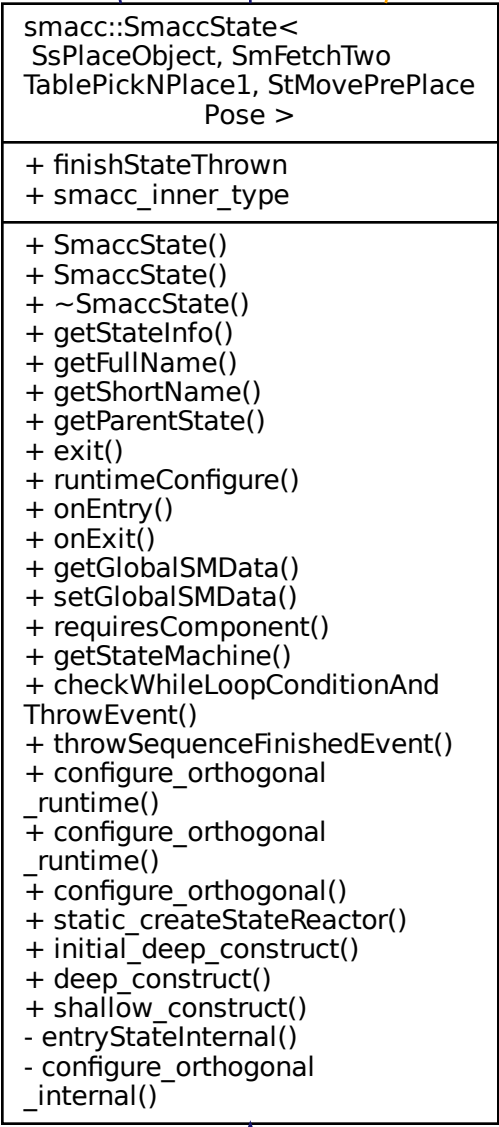 smacc::SmaccState<
SsPlaceObject, SmFetchTwo
TablePickNPlace1, StMovePrePlace
Pose >
+ finishStateThrown
+ smacc_inner_type
+ SmaccState()
+ SmaccState()
+ ~SmaccState()
+ getStateInfo()
+ getFullName()
+ getShortName()
+ getParentState()
+ exit()
+ runtimeConfigure()
+ onEntry()
+ onExit()
+ getGlobalSMData()
+ setGlobalSMData()
+ requiresComponent()
+ getStateMachine()
+ checkWhileLoopConditionAnd
ThrowEvent()
+ throwSequenceFinishedEvent()
+ configure_orthogonal
_runtime()
+ configure_orthogonal
_runtime()
+ configure_orthogonal()
+ static_createStateReactor()
+ initial_deep_construct()
+ deep_construct()
+ shallow_construct()
- entryStateInternal()
- configure_orthogonal
_internal()